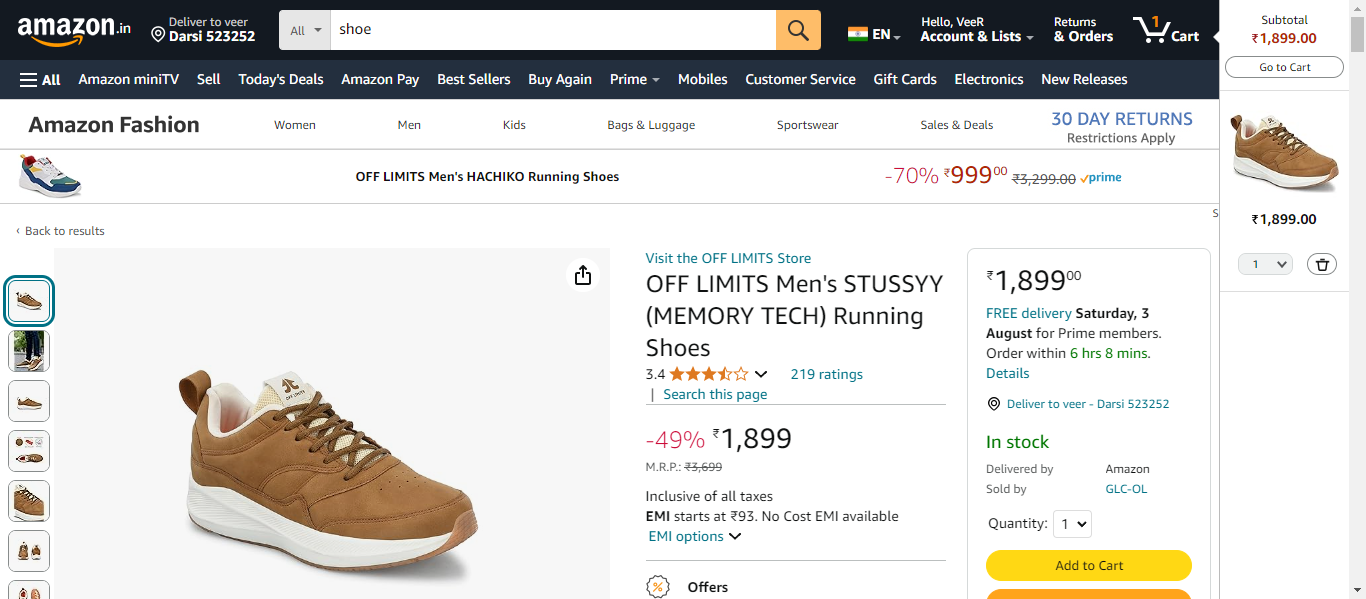 amazon.in
Deliver to veer
Darsi 523252
All
shoe
EN
Hello, VeeR
Account & Lists
Returns
& Orders
1
Cart
Subtotal
₹1,899.00
Go to Cart
All
Amazon miniTV
Sell
Today's Deals
Amazon Pay
Best Sellers
Buy Again
Prime
Mobiles
Customer Service
Gift Cards
Electronics
New Releases
Amazon Fashion
Women
Men
Kids
Bags & Luggage
Sportswear
Sales & Deals
30 DAY RETURNS
Restrictions Apply
OFF LIMITS Men's HACHIKO Running Shoes
-70% ₹99900 ₹3,299.00 prime
₹1,899.00
1
S
‹ Back to results
Visit the OFF LIMITS Store
OFF LIMITS Men's STUSSYY
(MEMORY TECH) Running
Shoes
3.4
219 ratings
| Search this page
-49% ₹1,899
M.R.P.: ₹3,699
Inclusive of all taxes
EMI starts at ₹93. No Cost EMI available
EMI options
Offers
OFF LIMITS
₹1,89900
FREE delivery Saturday, 3
August for Prime members.
Order within 6 hrs 8 mins.
Details
Deliver to veer - Darsi 523252
In stock
Delivered by Amazon
Sold by GLC-OL
Quantity: 1
Add to Cart